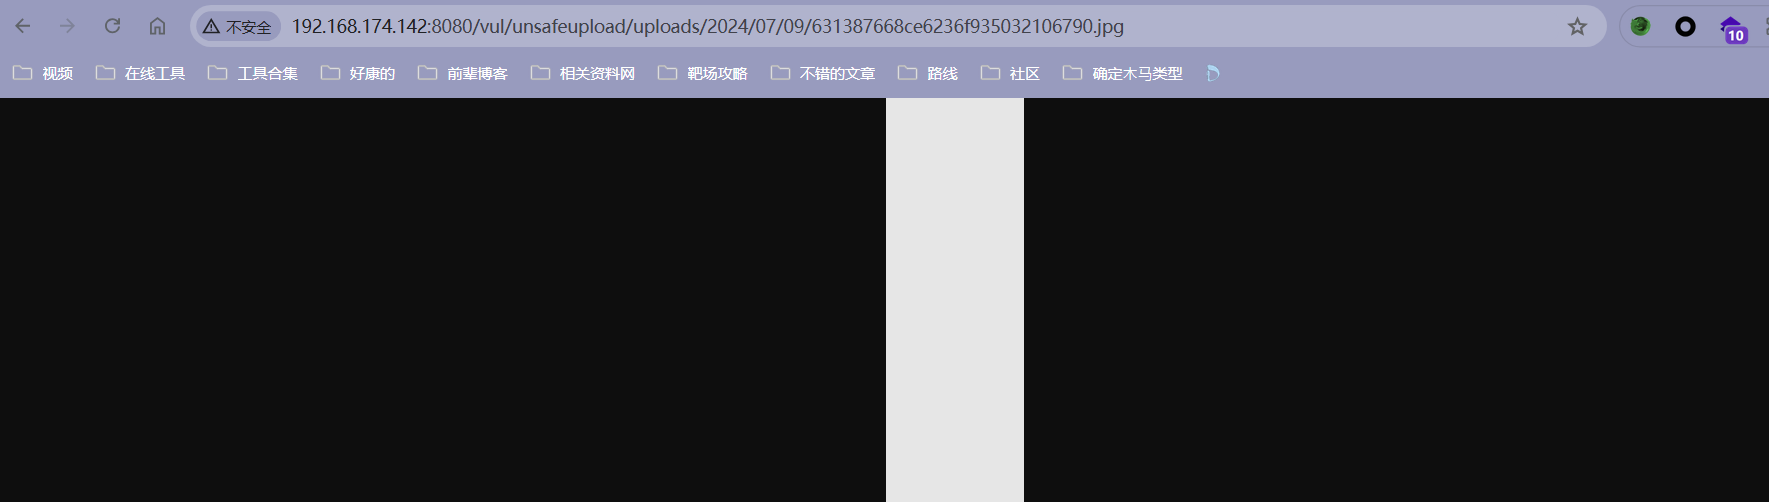 不安全 192.168.174.142:8080/vul/unsafeupload/uploads/2024/07/09/631387668ce6236f935032106790.jpg 10
视频 在线工具 工具合集 好康的 前辈博客 相关资料网 靶场攻略 不错的文章 路线 社区 确定木马类型